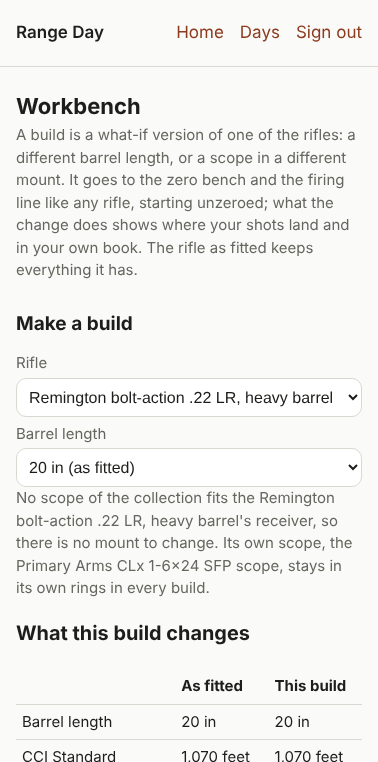 Range Day
Home Days Sign out
Workbench
A build is a what-if version of one of the rifles: a
different barrel length, or a scope in a different
mount. It goes to the zero bench and the firing
line like any rifle, starting unzeroed; what the
change does shows where your shots land and
in your own book. The rifle as fitted keeps
everything it has.
Make a build
Rifle
Remington bolt-action .22 LR, heavy barrel
Barrel length
20 in (as fitted)
No scope of the collection fits the Remington
bolt-action .22 LR, heavy barrel's receiver, so
there is no mount to change. Its own scope, the
Primary Arms CLx 1-6×24 SFP scope, stays in
its own rings in every build.
What this build changes
As fitted This build
Barrel length 20 in 20 in
CCI Standard 1,070 feet 1,070 feet